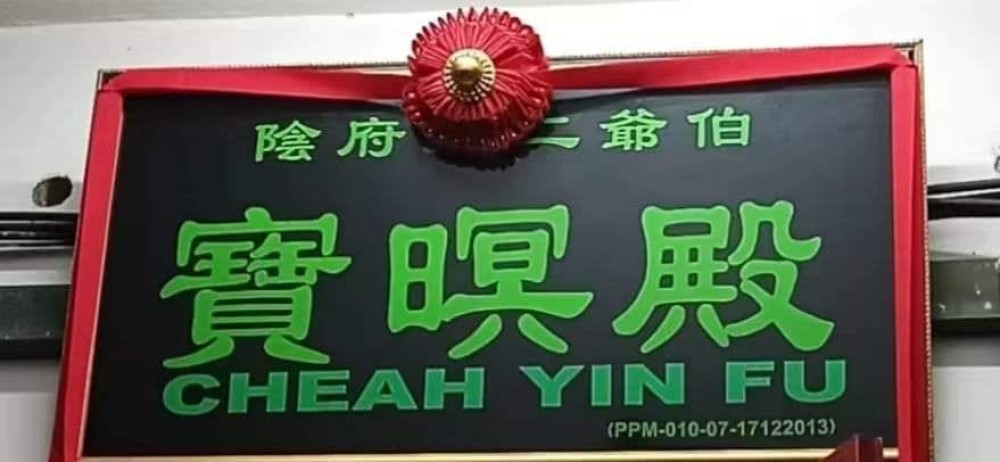 陰府 二爺伯
寶暝殿
CHEAH YIN FU
(PPM-010-07-17122013)